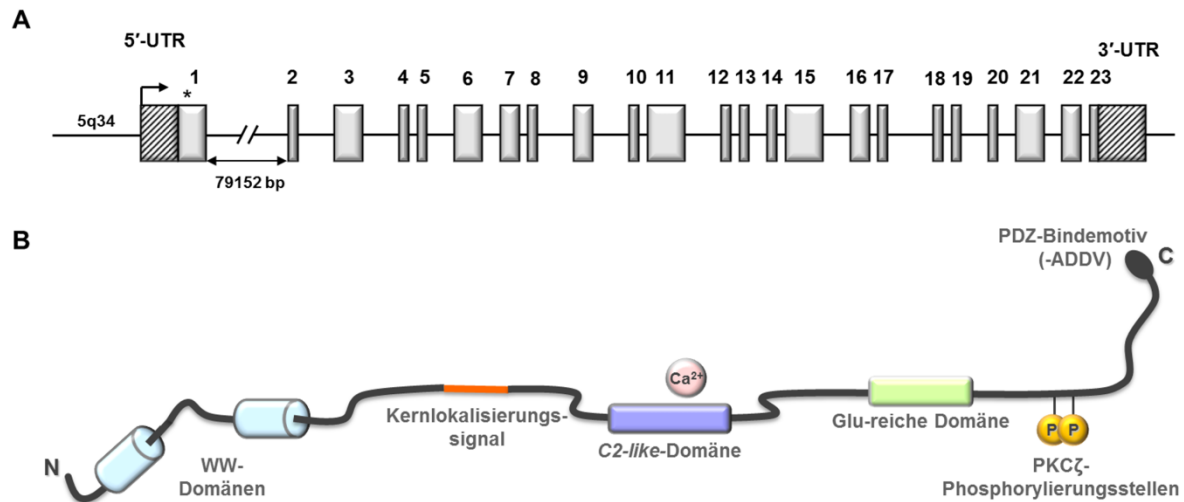 A
5′-UTR
3′-UTR
1 2 3 4 5 6 7 8 9 10 11 12 13 14 15 16 17 18 19 20 21 22 23
*
5q34
79152 bp
B
PDZ-Bindemotiv
(-ADDV)
C
Ca²⁺
Kernlokalisierungs-
signal
C2-like-Domäne
Glu-reiche Domäne
P P
N
WW-
Domänen
PKCζ-
Phosphorylierungsstellen